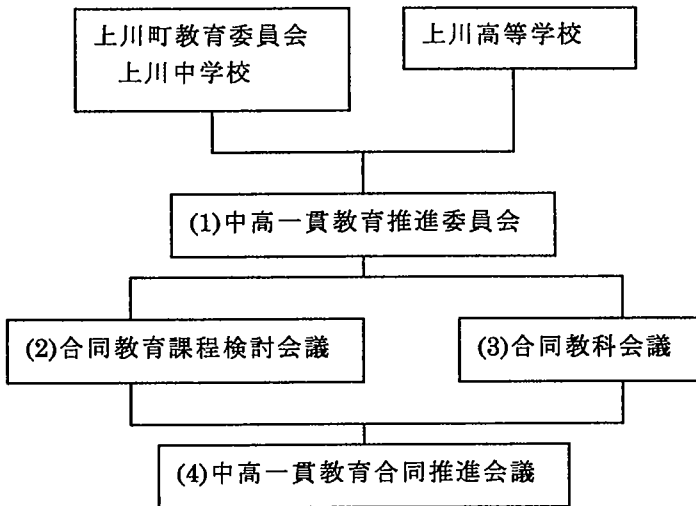 上川町教育委員会
上川中学校
上川高等学校
(1)中高一貫教育推進委員会
(2)合同教育課程検討会議
(3)合同教科会議
(4)中高一貫教育合同推進会議